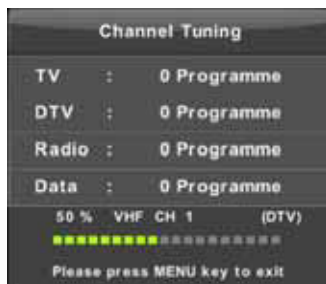 Channel Tuning
TV : 0 Programme
DTV : 0 Programme
Radio : 0 Programme
Data : 0 Programme
50 % VHF CH 1 (DTV)
Please press MENU key to exit